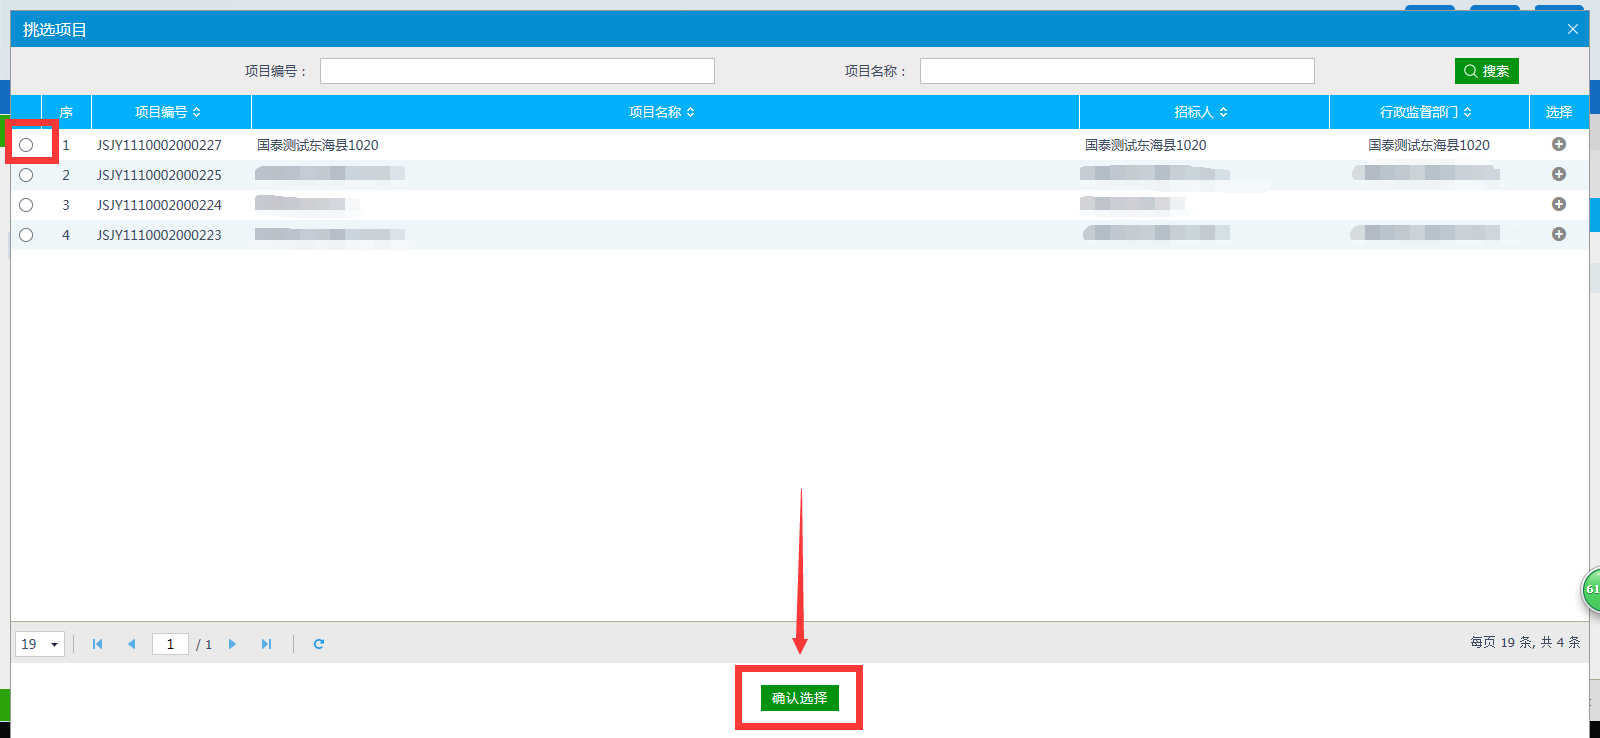 挑选项目
项目编号： 项目名称： 搜索
序 项目编号 项目名称 招标人 行政监督部门 选择
1 JSJY1110002000227 国泰测试东海县1020 国泰测试东海县1020 国泰测试东海县1020
2 JSJY1110002000225
3 JSJY1110002000224
4 JSJY1110002000223
61
19 1 / 1 每页 19 条, 共 4 条
确认选择